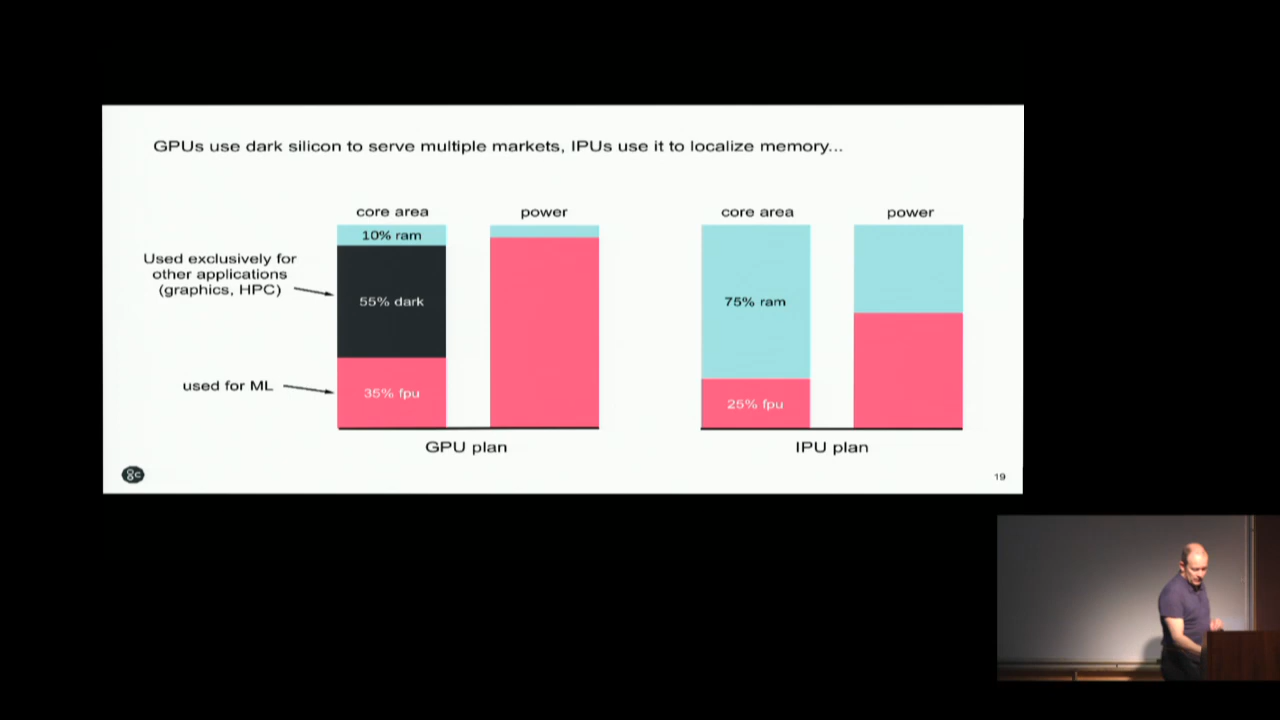 GPUs use dark silicon to serve multiple markets, IPUs use it to localize memory...
core area
power
core area
power
10% ram
Used exclusively for
other applications
(graphics, HPC)
55% dark
75% ram
used for ML
35% fpu
25% fpu
GPU plan
IPU plan
19